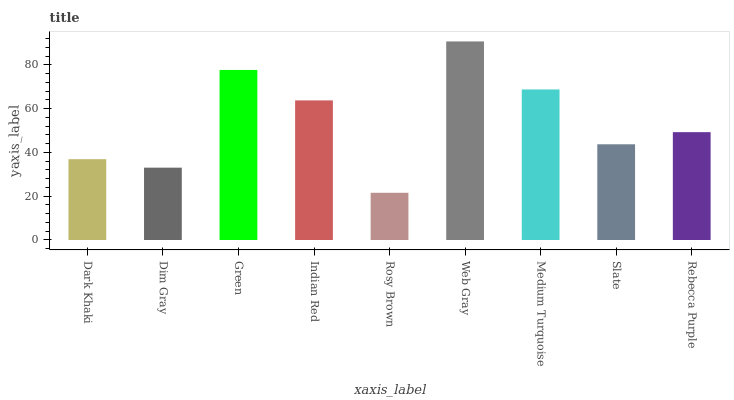 title
yaxis_label
80
60
40
20
0
Dark Khaki
Dim Gray
Green
Indian Red
Rosy Brown
Web Gray
Medium Turquoise
Slate
Rebecca Purple
xaxis_label